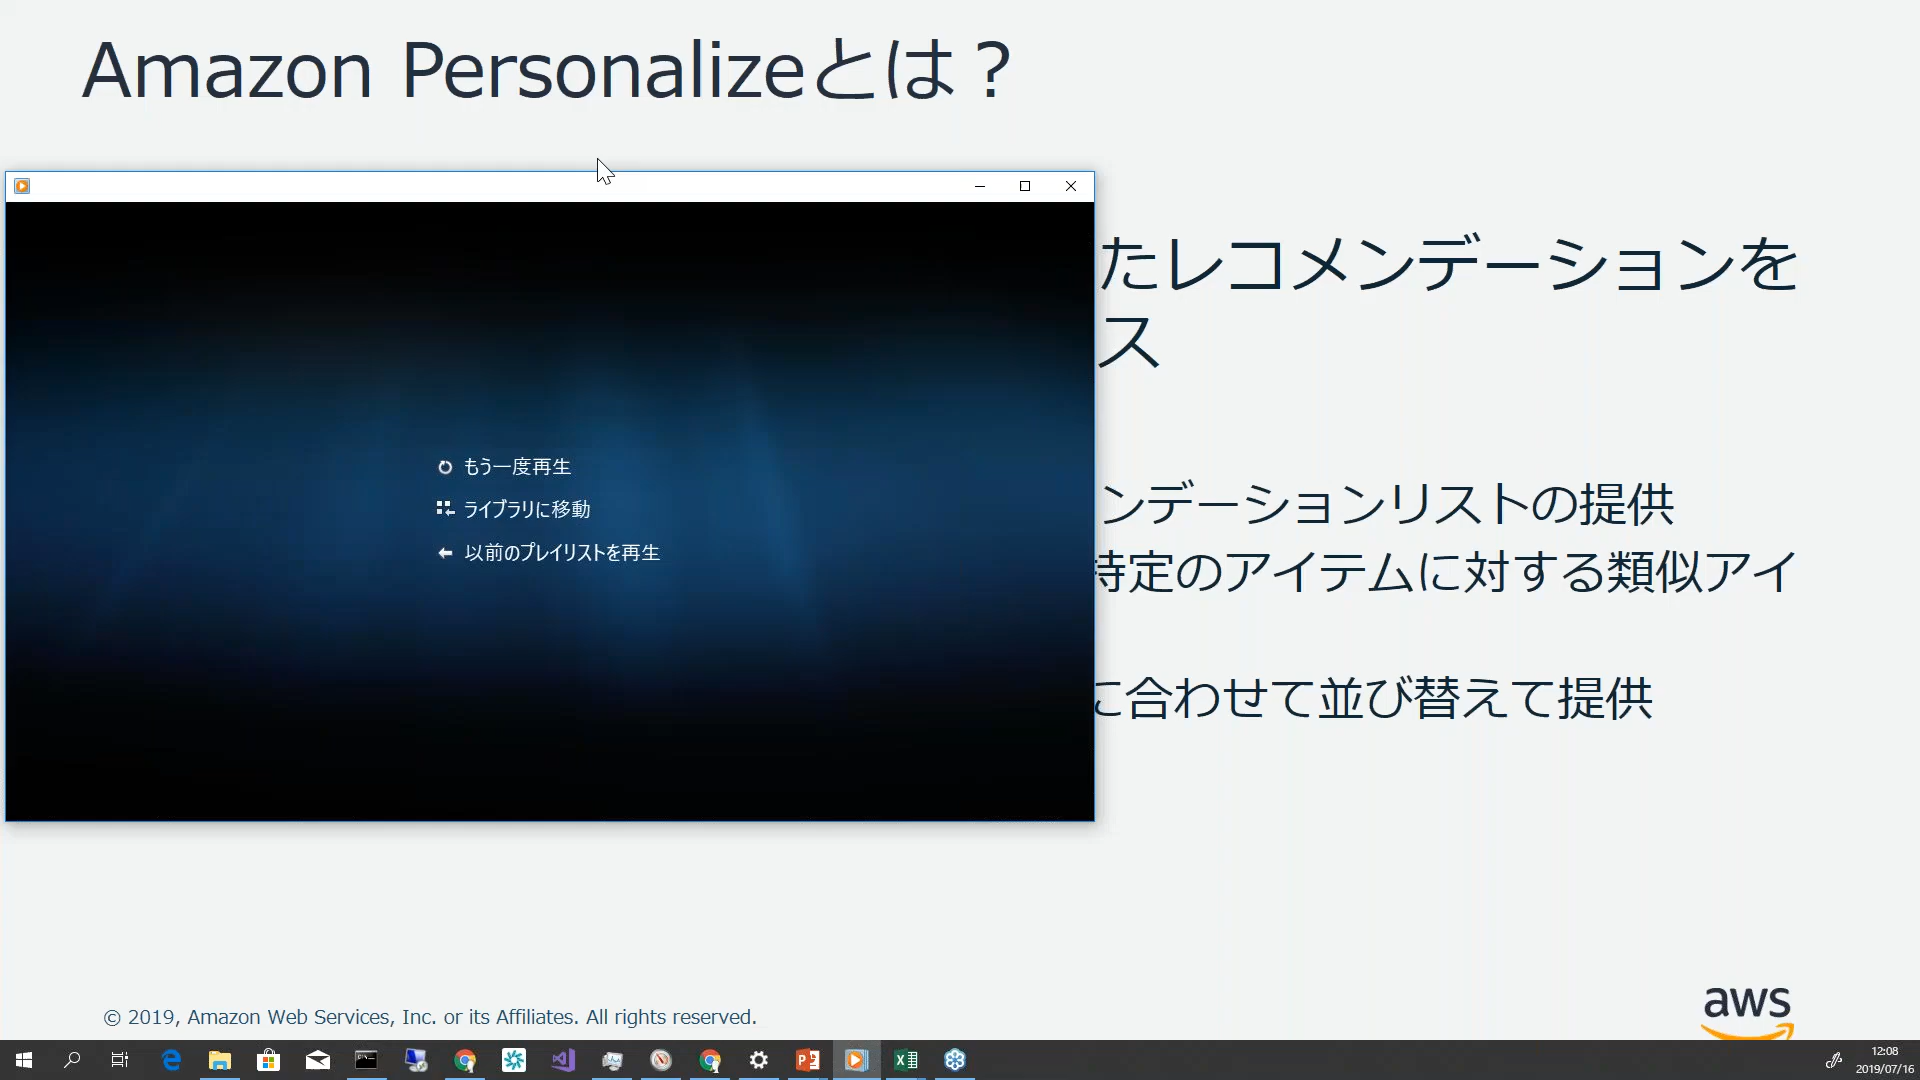 Amazon Personalizeとは？
たレコメンデーションを
ス
ンデーションリストの提供
特定のアイテムに対する類似アイ
に合わせて並び替えて提供
もう一度再生
ライブラリに移動
以前のプレイリストを再生
© 2019, Amazon Web Services, Inc. or its Affiliates. All rights reserved.
aws
12:08
2019/07/16